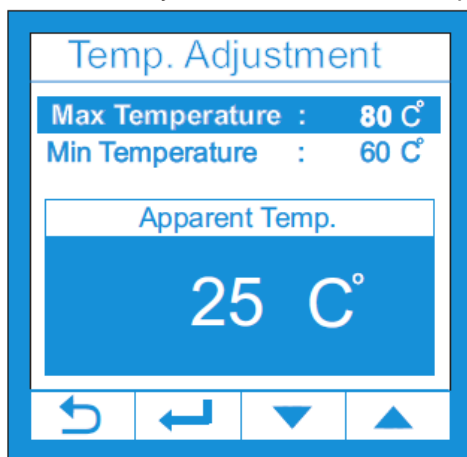 Temp. Adjustment
Max Temperature : 80 C°
Min Temperature : 60 C°
Apparent Temp.
25 C°